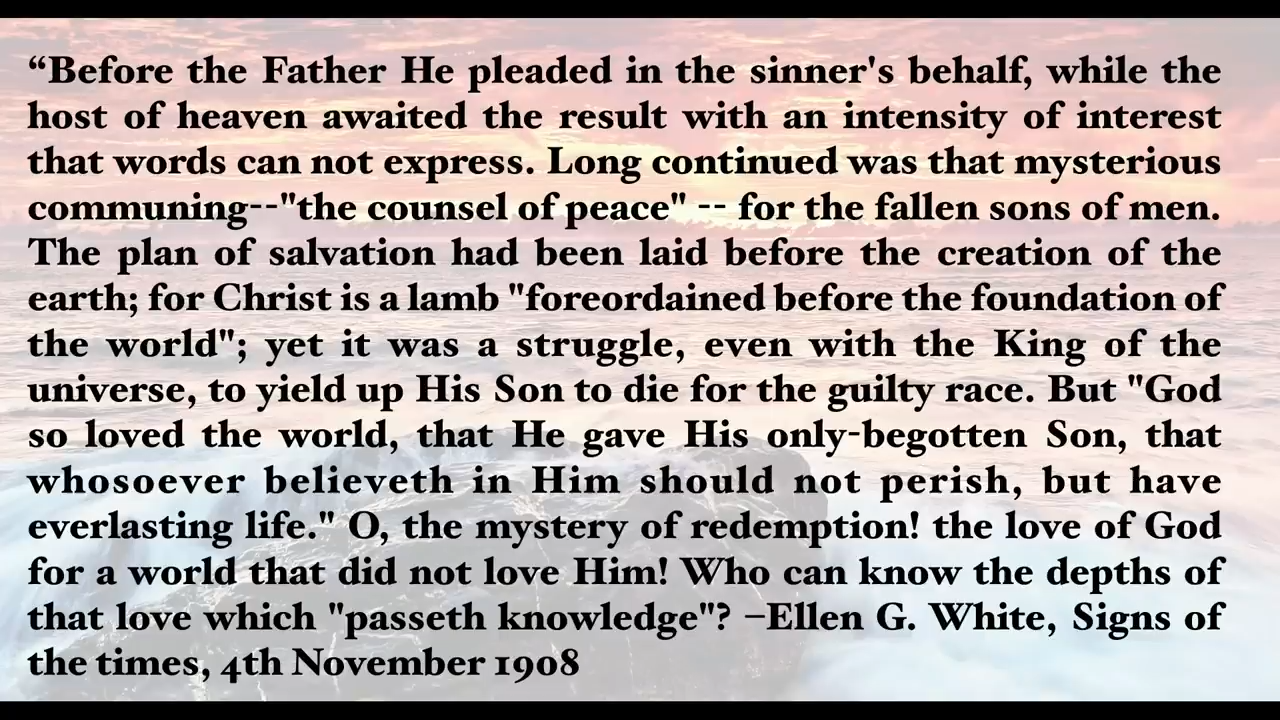 “Before the Father He pleaded in the sinner's behalf, while the
host of heaven awaited the result with an intensity of interest
that words can not express. Long continued was that mysterious
communing--"the counsel of peace" -- for the fallen sons of men.
The plan of salvation had been laid before the creation of the
earth; for Christ is a lamb "foreordained before the foundation of
the world"; yet it was a struggle, even with the King of the
universe, to yield up His Son to die for the guilty race. But "God
so loved the world, that He gave His only-begotten Son, that
whosoever believeth in Him should not perish, but have
everlasting life." O, the mystery of redemption! the love of God
for a world that did not love Him! Who can know the depths of
that love which "passeth knowledge"? –Ellen G. White, Signs of
the times, 4th November 1908